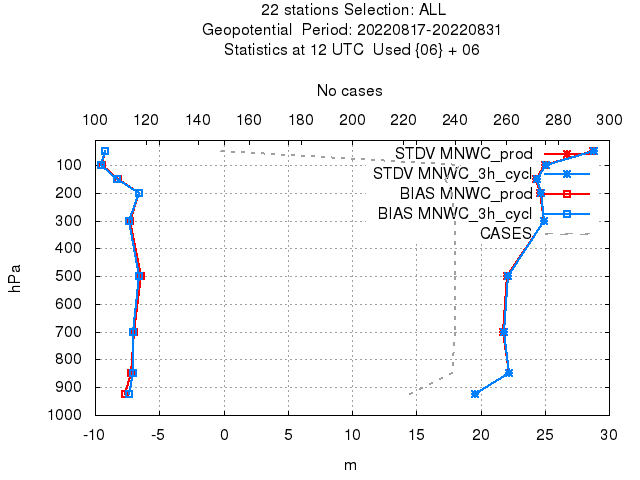 22 stations Selection: ALL
Geopotential  Period: 20220817-20220831
Statistics at 12 UTC  Used {06} + 06
No cases
100 120 140 160 180 200 220 240 260 280 300
STDV MNWC_prod
STDV MNWC_3h_cycl
BIAS MNWC_prod
BIAS MNWC_3h_cycl
CASES
hPa
100
200
300
400
500
600
700
800
900
1000
-10 -5 0 5 10 15 20 25 30
m